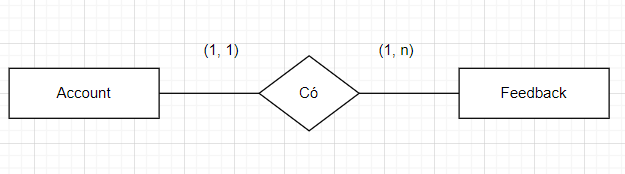 (1, 1)
(1, n)
Account
Có
Feedback